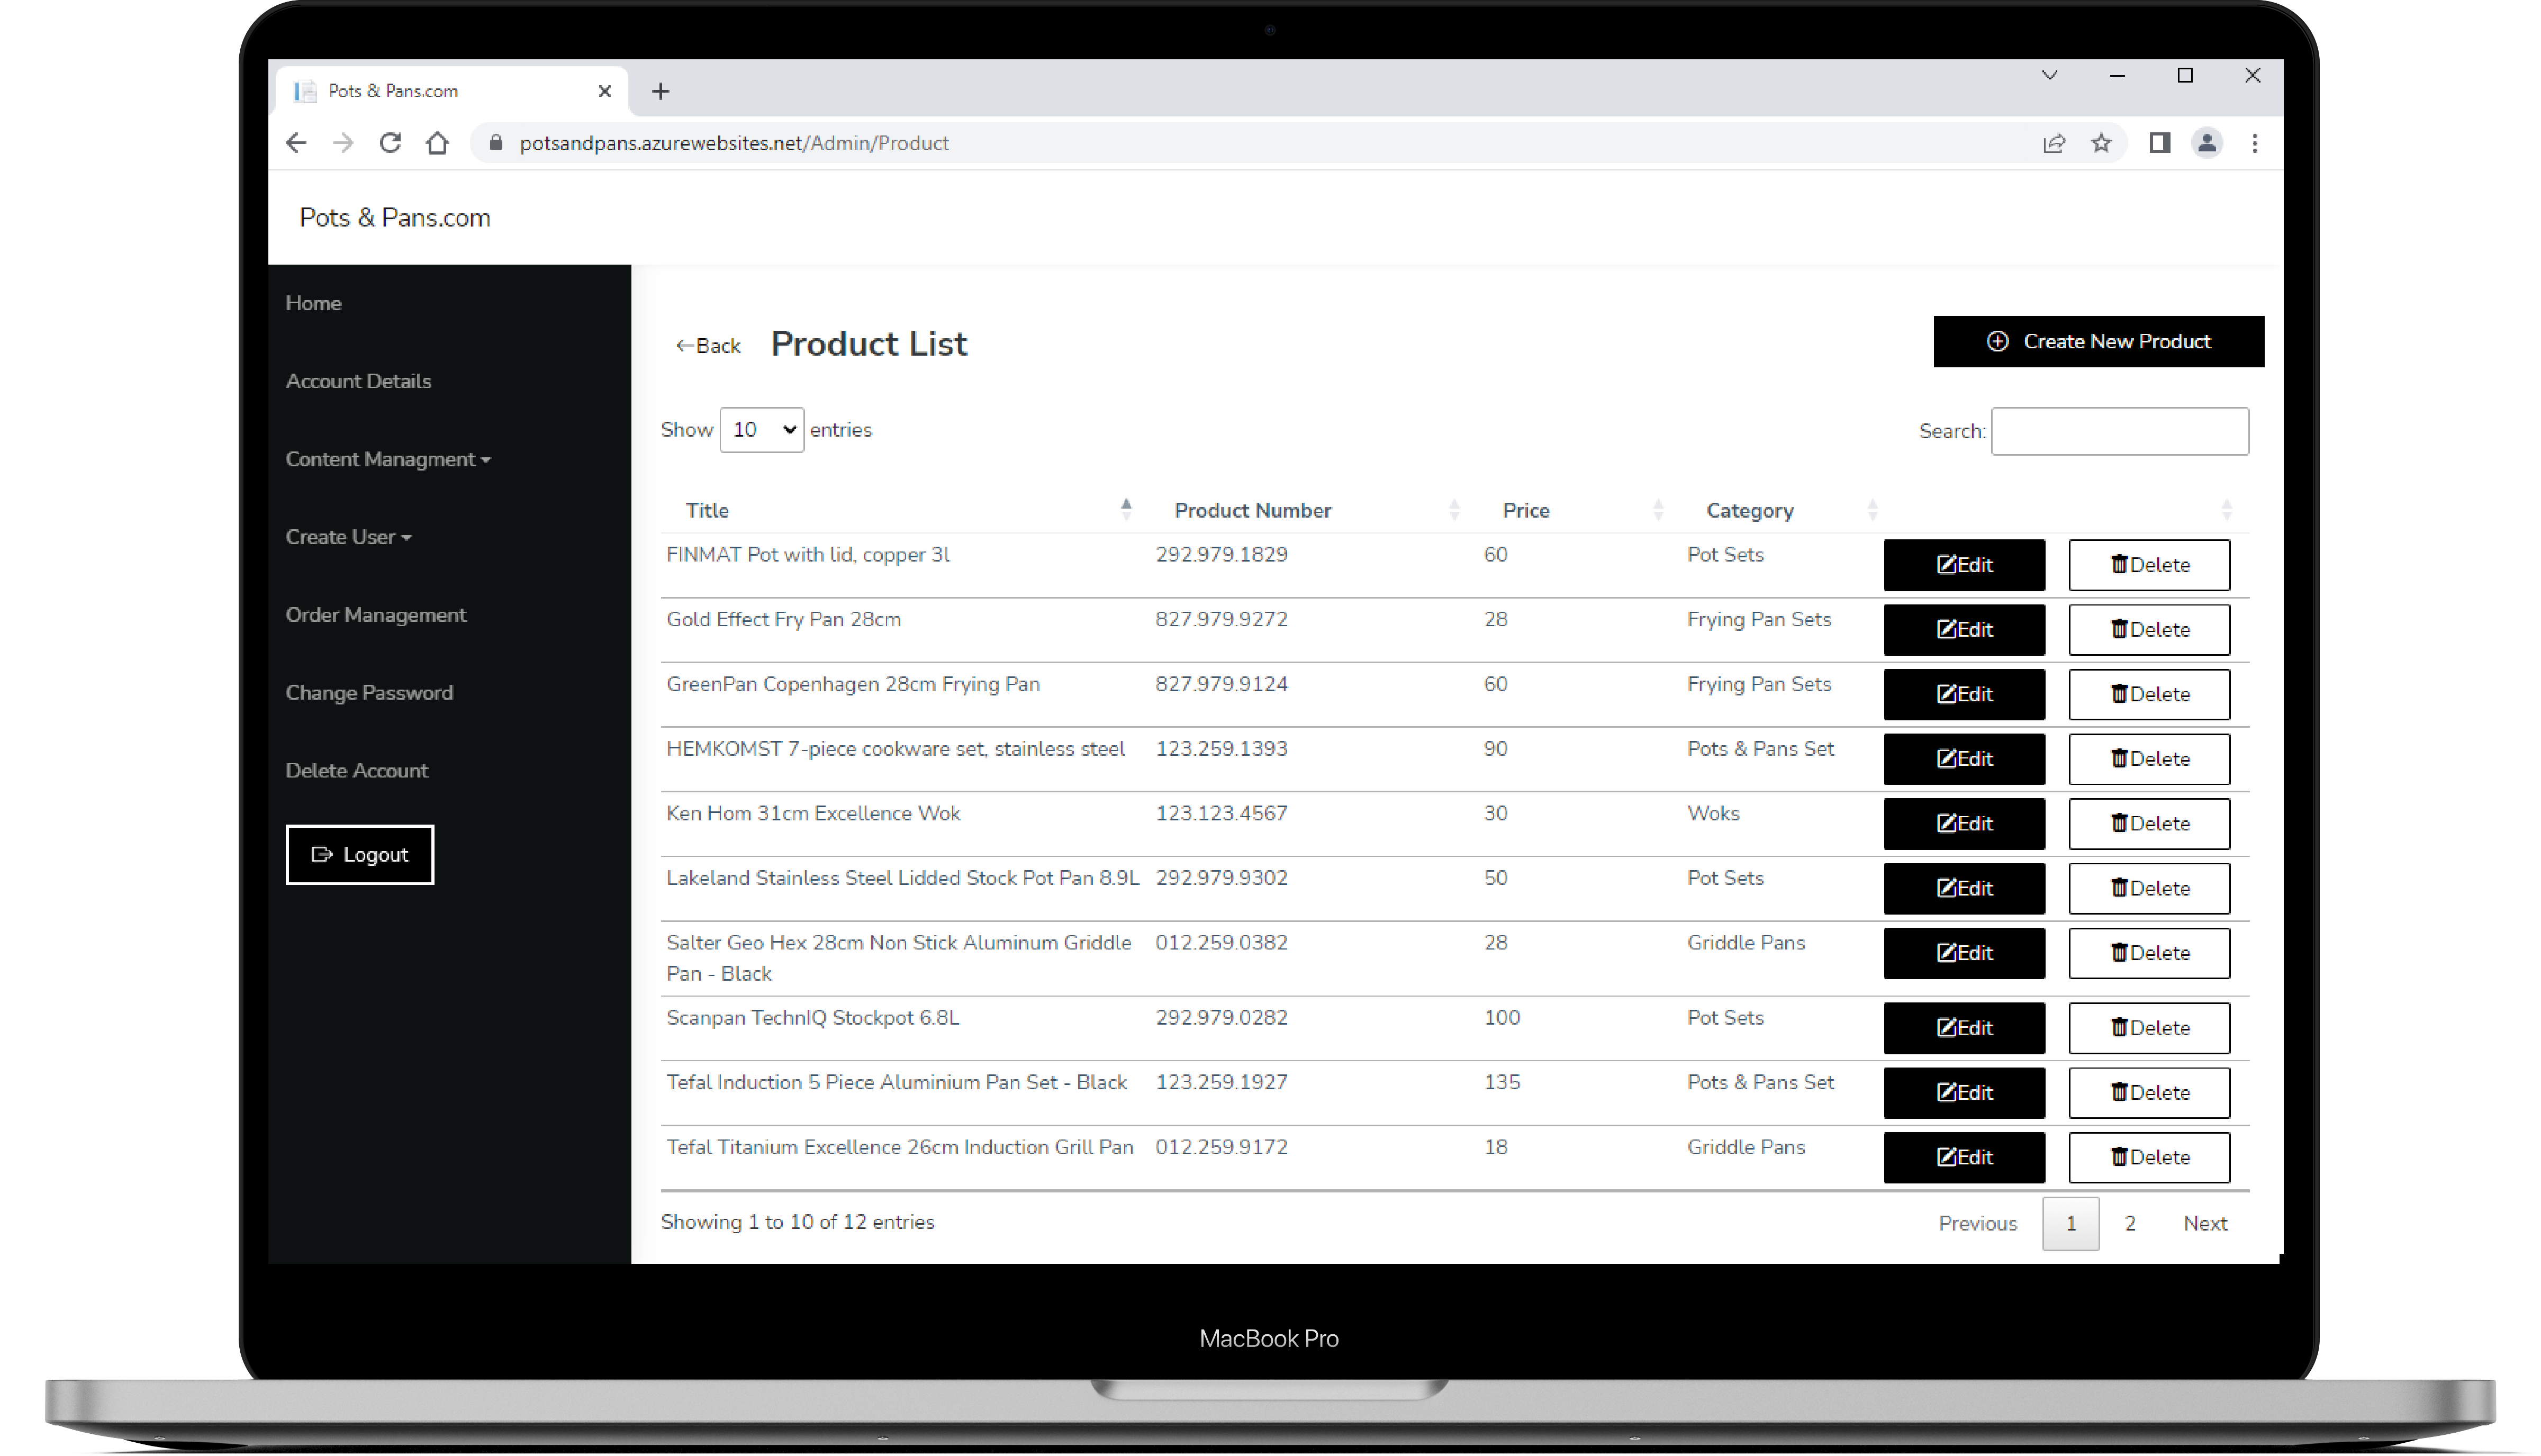 Pots & Pans.com
potsandpans.azurewebsites.net/Admin/Product
Pots & Pans.com
Home
Account Details
Content Managment
Create User
Order Management
Change Password
Delete Account
Logout
←Back Product List Create New Product
Show 10 entries Search:
Title Product Number Price Category
FINMAT Pot with lid, copper 3l 292.979.1829 60 Pot Sets Edit Delete
Gold Effect Fry Pan 28cm 827.979.9272 28 Frying Pan Sets Edit Delete
GreenPan Copenhagen 28cm Frying Pan 827.979.9124 60 Frying Pan Sets Edit Delete
HEMKOMST 7-piece cookware set, stainless steel 123.259.1393 90 Pots & Pans Set Edit Delete
Ken Hom 31cm Excellence Wok 123.123.4567 30 Woks Edit Delete
Lakeland Stainless Steel Lidded Stock Pot Pan 8.9L 292.979.9302 50 Pot Sets Edit Delete
Salter Geo Hex 28cm Non Stick Aluminum Griddle 012.259.0382 28 Griddle Pans Edit Delete
Pan - Black
Scanpan TechnIQ Stockpot 6.8L 292.979.0282 100 Pot Sets Edit Delete
Tefal Induction 5 Piece Aluminium Pan Set - Black 123.259.1927 135 Pots & Pans Set Edit Delete
Tefal Titanium Excellence 26cm Induction Grill Pan 012.259.9172 18 Griddle Pans Edit Delete
Showing 1 to 10 of 12 entries Previous 1 2 Next
MacBook Pro